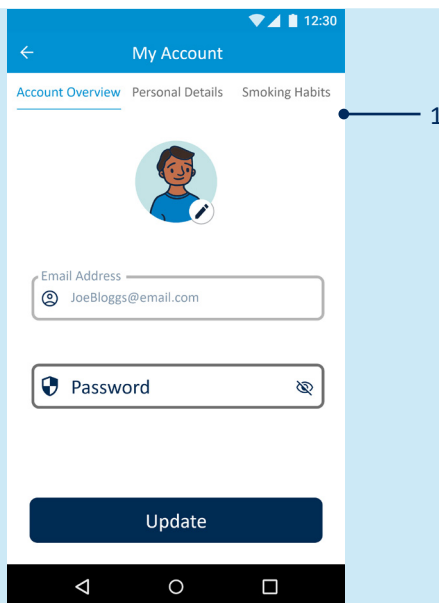 12:30
My Account
Account Overview Personal Details Smoking Habits
1
Email Address
JoeBloggs@email.com
Password
Update